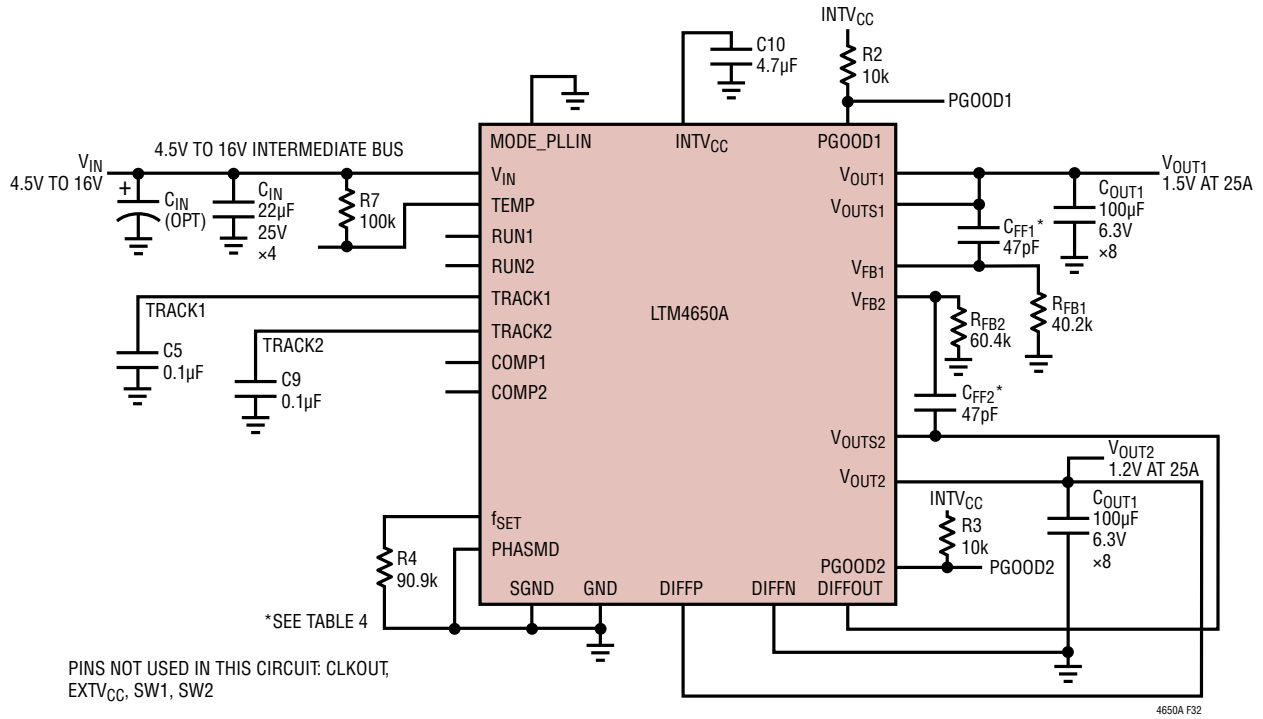 INTVCC
R2
10k
PGOOD1
C10
4.7µF
MODE_PLLIN
INTVCC
PGOOD1
VIN
4.5V TO 16V
4.5V TO 16V INTERMEDIATE BUS
+
CIN
(OPT)
CIN
22µF
25V
×4
R7
100k
VIN
TEMP
RUN1
RUN2
TRACK1
TRACK2
COMP1
COMP2
TRACK1
C5
0.1µF
TRACK2
C9
0.1µF
LTM4650A
VOUT1
VOUTS1
VFB1
VFB2
VOUTS2
VOUT2
PGOOD2
VOUT1
1.5V AT 25A
COUT1
100µF
6.3V
×8
CFF1*
47pF
RFB1
40.2k
RFB2
60.4k
CFF2*
47pF
VOUT2
1.2V AT 25A
COUT1
100µF
6.3V
×8
INTVCC
R3
10k
PGOOD2
fSET
PHASMD
R4
90.9k
SGND
GND
DIFFP
DIFFN
DIFFOUT
*SEE TABLE 4
PINS NOT USED IN THIS CIRCUIT: CLKOUT,
EXTVCC, SW1, SW2
4650A F32